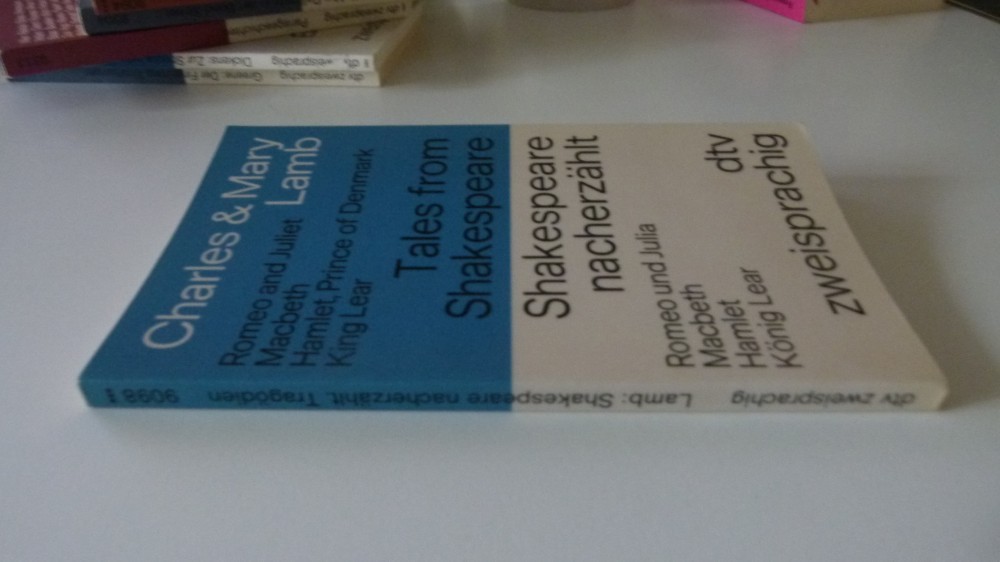 Charles & Mary
Lamb
Romeo and Juliet
Macbeth
Hamlet, Prince of Denmark
King Lear
Tales from
Shakespeare
Shakespeare
nacherzählt
Romeo und Julia
Macbeth
Hamlet
König Lear
dtv
zweisprachig
dtv zweisprachig Lamb: Shakespeare nacherzählt. Tragödien 9098
dtv zweisprachig Greene: Der
zweisprachig Dickens: Zur